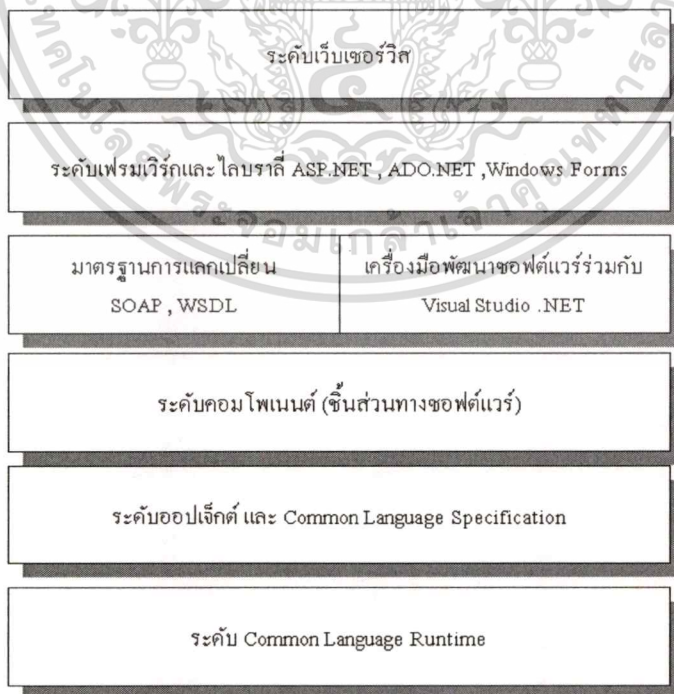 ระดับเว็บเซอร์วิส
ระดับเฟรมเวิร์กและไลบรารี่ ASP.NET , ADO.NET ,Windows Forms
มาตรฐานการแลกเปลี่ยน
SOAP , WSDL
เครื่องมือพัฒนาซอฟต์แวร์ร่วมกับ
Visual Studio .NET
ระดับคอมโพเนนต์ (ชิ้นส่วนทางซอฟต์แวร์)
ระดับออปเจ็กต์ และ Common Language Specification
ระดับ Common Language Runtime